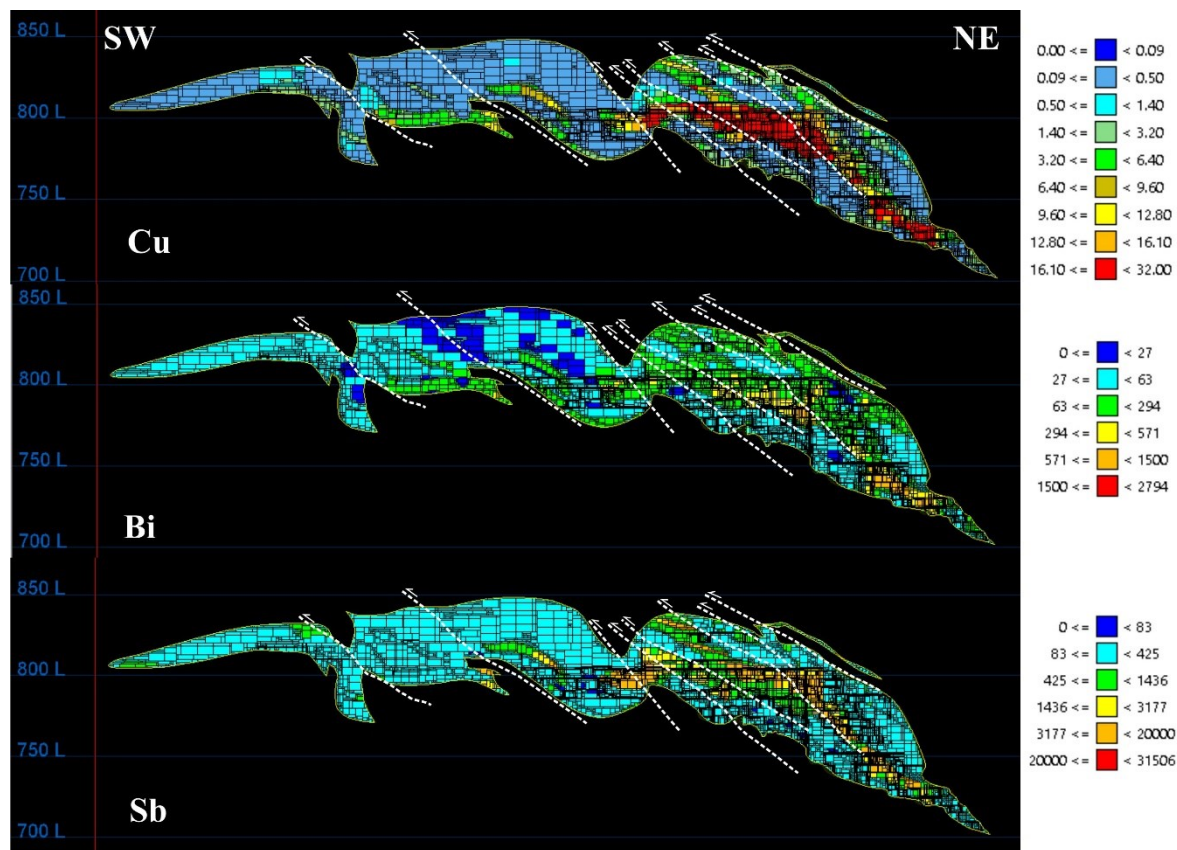 850 L
SW
NE
800 L
750 L
Cu
700 L
0.00 <= < 0.09
0.09 <= < 0.50
0.50 <= < 1.40
1.40 <= < 3.20
3.20 <= < 6.40
6.40 <= < 9.60
9.60 <= < 12.80
12.80 <= < 16.10
16.10 <= < 32.00
850 L
800 L
750 L
Bi
700 L
0 <= < 27
27 <= < 63
63 <= < 294
294 <= < 571
571 <= < 1500
1500 <= < 2794
850 L
800 L
750 L
Sb
700 L
0 <= < 83
83 <= < 425
425 <= < 1436
1436 <= < 3177
3177 <= < 20000
20000 <= < 31506